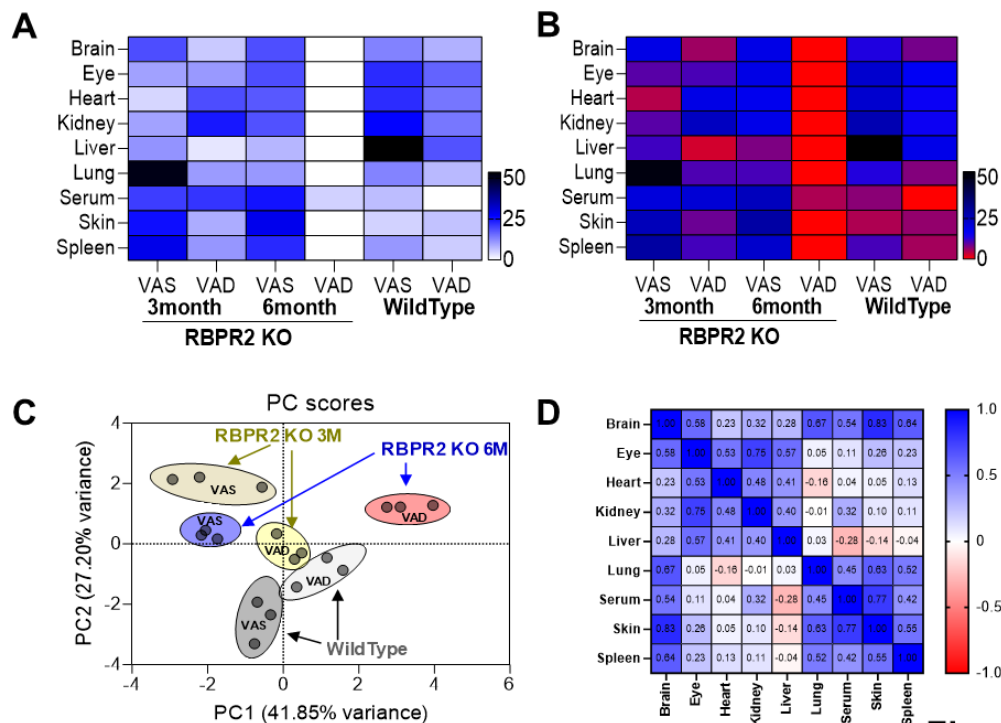 A
Brain
Eye
Heart
Kidney
Liver
Lung
Serum
Skin
Spleen
50
25
0
VAS VAD VAS VAD VAS VAD
3month 6month WildType
RBPR2 KO
B
Brain
Eye
Heart
Kidney
Liver
Lung
Serum
Skin
Spleen
50
25
0
VAS VAD VAS VAD VAS VAD
3month 6month WildType
RBPR2 KO
C
PC scores
RBPR2 KO 3M
RBPR2 KO 6M
VAS
VAS
VAD
VAD
VAD
VAS
WildType
4
2
0
-2
-4
PC2 (27.20% variance)
-4 -2 0 2 4 6
PC1 (41.85% variance)
D
Brain 1.00 0.58 0.23 0.32 0.28 0.67 0.54 0.83 0.64
Eye 0.58 1.00 0.53 0.75 0.57 0.05 0.11 0.26 0.23
Heart 0.23 0.53 1.00 0.48 0.41 -0.16 0.04 0.05 0.13
Kidney 0.32 0.75 0.48 1.00 0.40 -0.01 0.32 0.10 0.11
Liver 0.28 0.57 0.41 0.40 1.00 0.03 -0.28 -0.14 -0.04
Lung 0.67 0.05 -0.16 -0.01 0.03 1.00 0.45 0.63 0.52
Serum 0.54 0.11 0.04 0.32 -0.28 0.45 1.00 0.77 0.42
Skin 0.83 0.26 0.05 0.10 -0.14 0.63 0.77 1.00 0.55
Spleen 0.64 0.23 0.13 0.11 -0.04 0.52 0.42 0.55 1.00
Brain Eye Heart Kidney Liver Lung Serum Skin Spleen
1.0
0.5
0
-0.5
-1.0